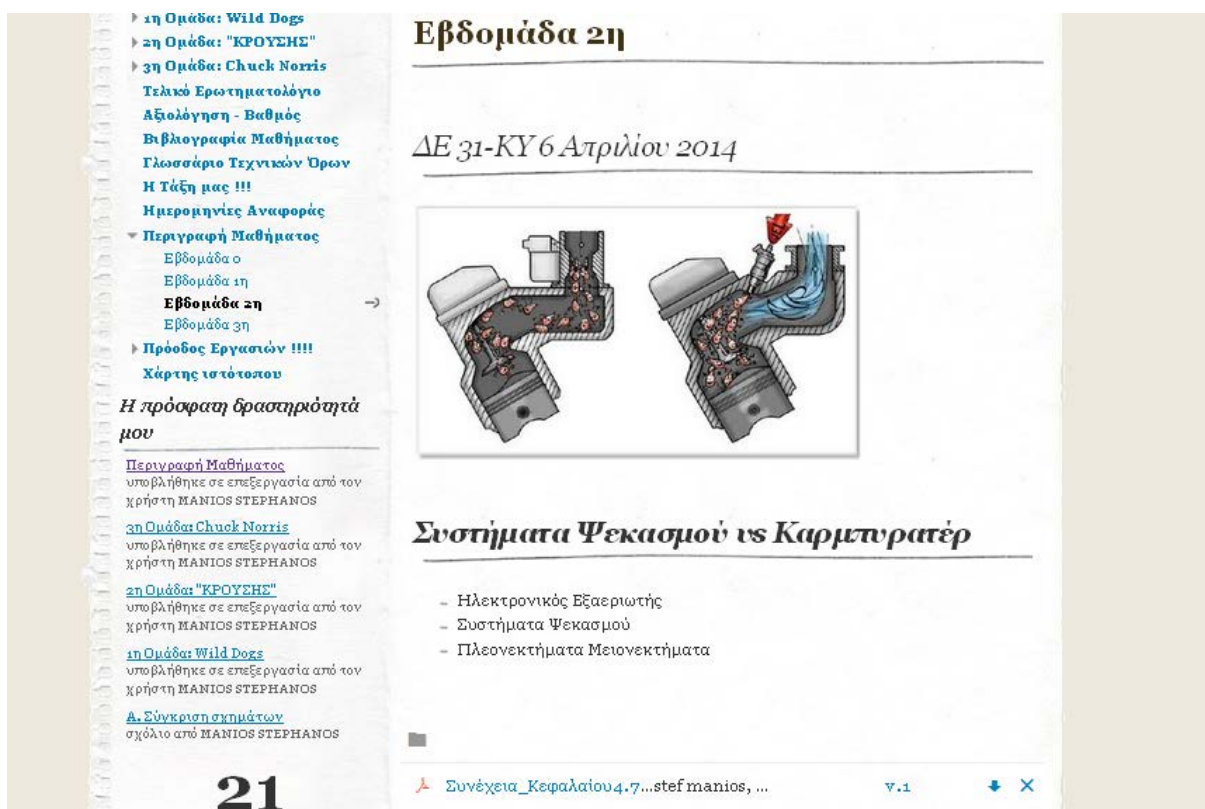 1η Ομάδα: Wild Dogs
2η Ομάδα: "ΚΡΟΥΣΗΣ"
3η Ομάδα: Chuck Norris
Τελικό Ερωτηματολόγιο
Αξιολόγηση - Βαθμός
Βιβλιογραφία Μαθήματος
Γλωσσάριο Τεχνικών Όρων
Η Τάξη μας !!!
Ημερομηνίες Αναφοράς
Περιγραφή Μαθήματος
Εβδομάδα 0
Εβδομάδα 1η
Εβδομάδα 2η
Εβδομάδα 3η
Πρόοδος Εργασιών !!!!
Χάρτης ιστότοπου
Η πρόσφατη δραστηριότητά
μου
Περιγραφή Μαθήματος
υποβλήθηκε σε επεξεργασία από τον
χρήστη MANIOS STEPHANOS
3η Ομάδα: Chuck Norris
υποβλήθηκε σε επεξεργασία από τον
χρήστη MANIOS STEPHANOS
2η Ομάδα: "ΚΡΟΥΣΗΣ"
υποβλήθηκε σε επεξεργασία από τον
χρήστη MANIOS STEPHANOS
1η Ομάδα: Wild Dogs
υποβλήθηκε σε επεξεργασία από τον
χρήστη MANIOS STEPHANOS
Α. Σύγκριση σχημάτων
σχόλιο από MANIOS STEPHANOS
21
Εβδομάδα 2η
ΔΕ 31-ΚΥ 6 Απριλίου 2014
Συστήματα Ψεκασμού vs Καρμπυρατέρ
Ηλεκτρονικός Εξαεριωτής
Συστήματα Ψεκασμού
Πλεονεκτήματα Μειονεκτήματα
Συνέχεια_Κεφαλαίου4.7...stef manios, ... v.1